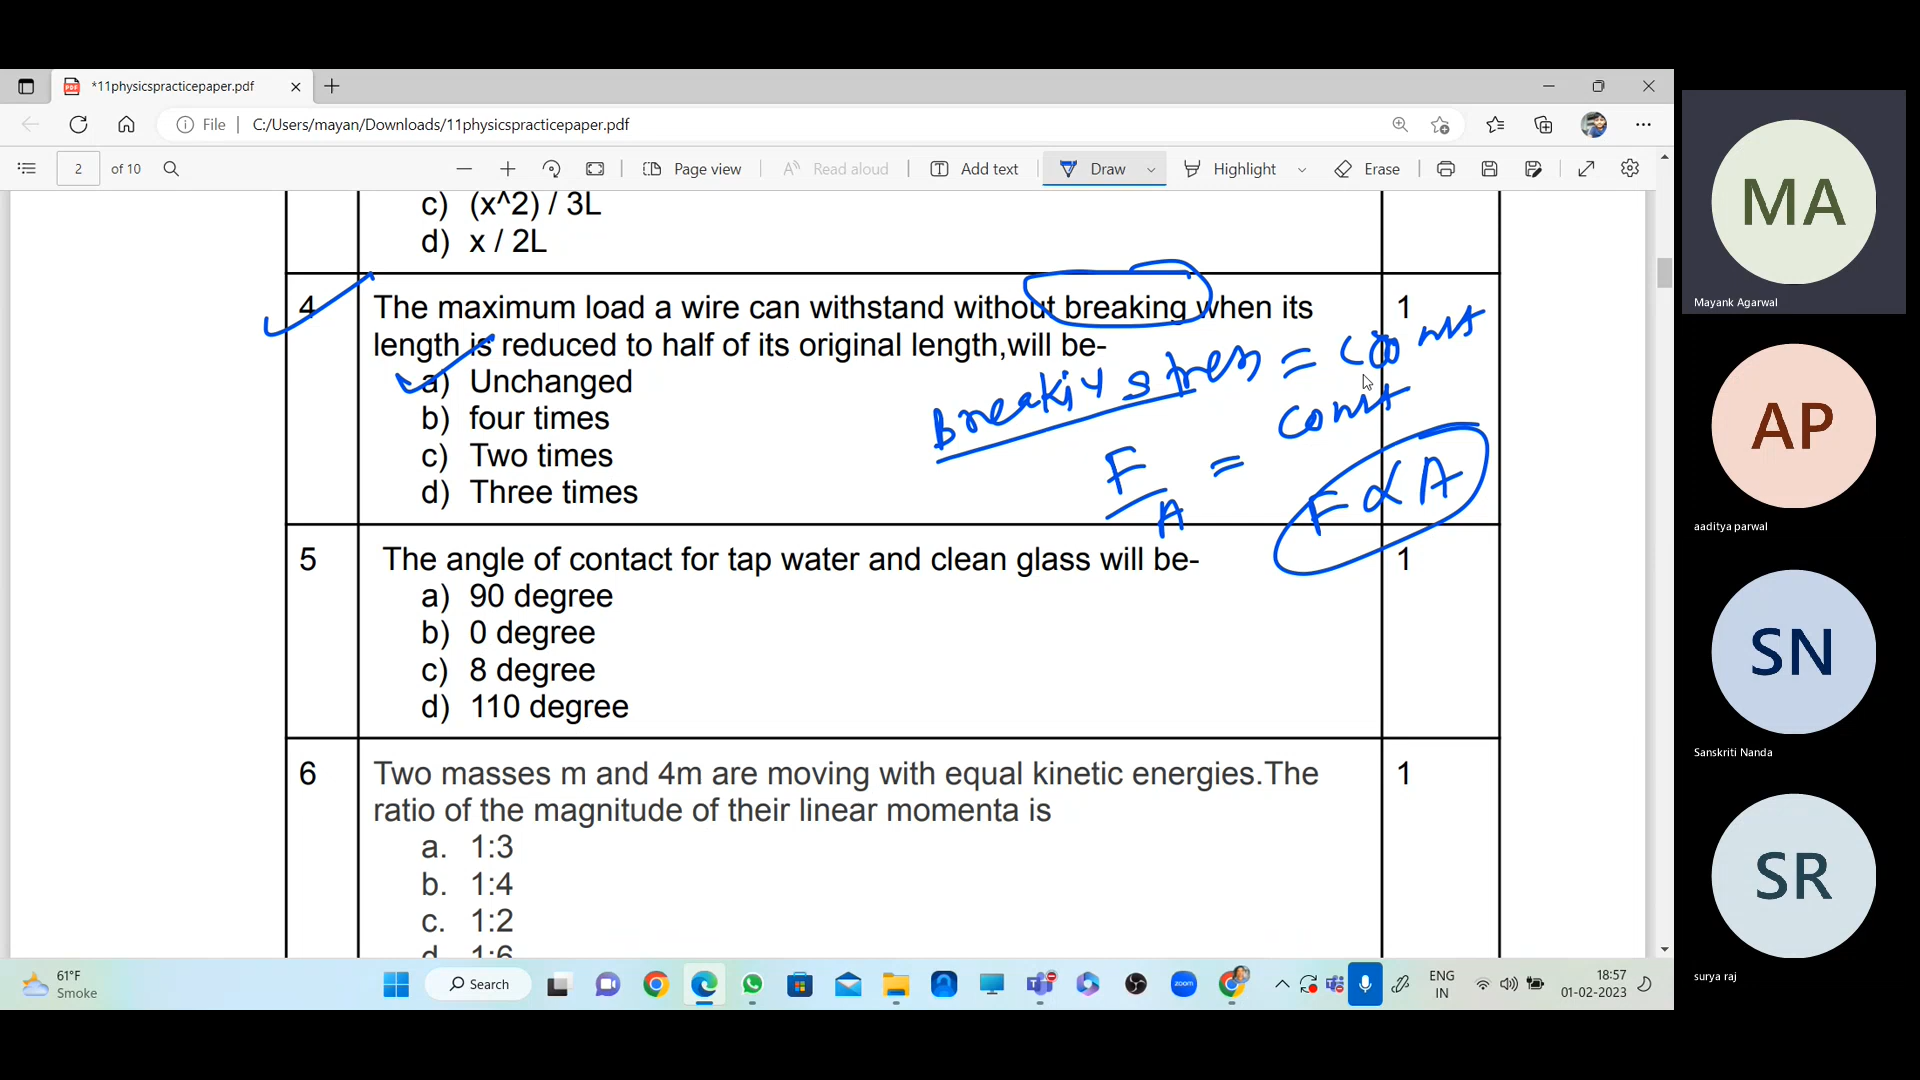 *11physicspracticepaper.pdf
File
C:/Users/mayan/Downloads/11physicspracticepaper.pdf
2 of 10
Page view
Read aloud
Add text
Draw
Highlight
Erase
c) (x^2) / 3L
d) x / 2L
4 The maximum load a wire can withstand without breaking when its 1
length is reduced to half of its original length,will be-
a) Unchanged
b) four times
c) Two times
d) Three times
stress = const
F/A = const
F ∝ A
5 The angle of contact for tap water and clean glass will be- 1
a) 90 degree
b) 0 degree
c) 8 degree
d) 110 degree
6 Two masses m and 4m are moving with equal kinetic energies.The 1
ratio of the magnitude of their linear momenta is
a. 1:3
b. 1:4
c. 1:2
d. 1:6
MA
Mayank Agarwal
AP
aaditya parwal
SN
Sanskriti Nanda
SR
surya raj
61°F
Smoke
Search
zoom
ENG
IN
18:57
01-02-2023